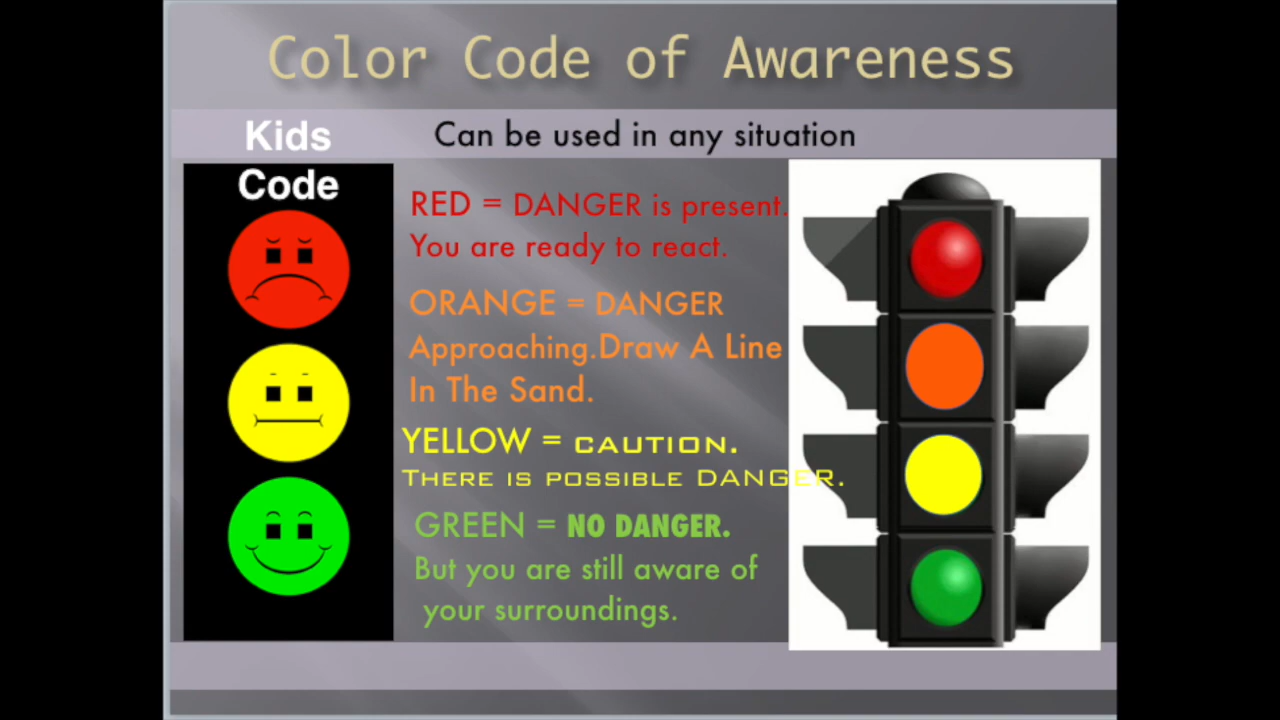 Color Code of Awareness
Kids
Code
Can be used in any situation
RED = DANGER is present.
You are ready to react.
ORANGE = DANGER
Approaching.Draw A Line
In The Sand.
YELLOW = CAUTION.
THERE IS POSSIBLE DANGER.
GREEN = NO DANGER.
But you are still aware of
your surroundings.